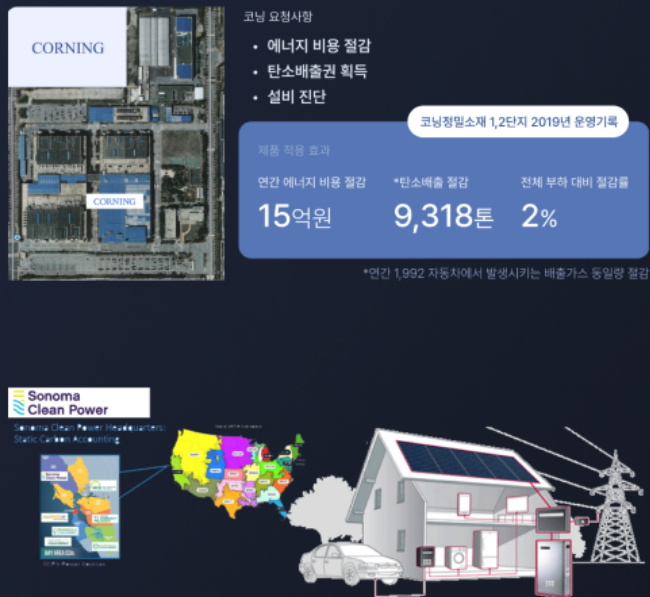 CORNING
CORNING
코닝 요청사항
• 에너지 비용 절감
• 탄소배출권 획득
• 설비 진단
코닝정밀소재 1,2단지 2019년 운영기록
제품 적용 효과
연간 에너지 비용 절감
15억원
*탄소배출 절감
9,318톤
전체 부하 대비 절감률
2%
*연간 1,992 자동차에서 발생시키는 배출가스 동일량 절감
Sonoma
Clean Power
Sonoma Clean Power Headquarters:
Static Carbon Accounting